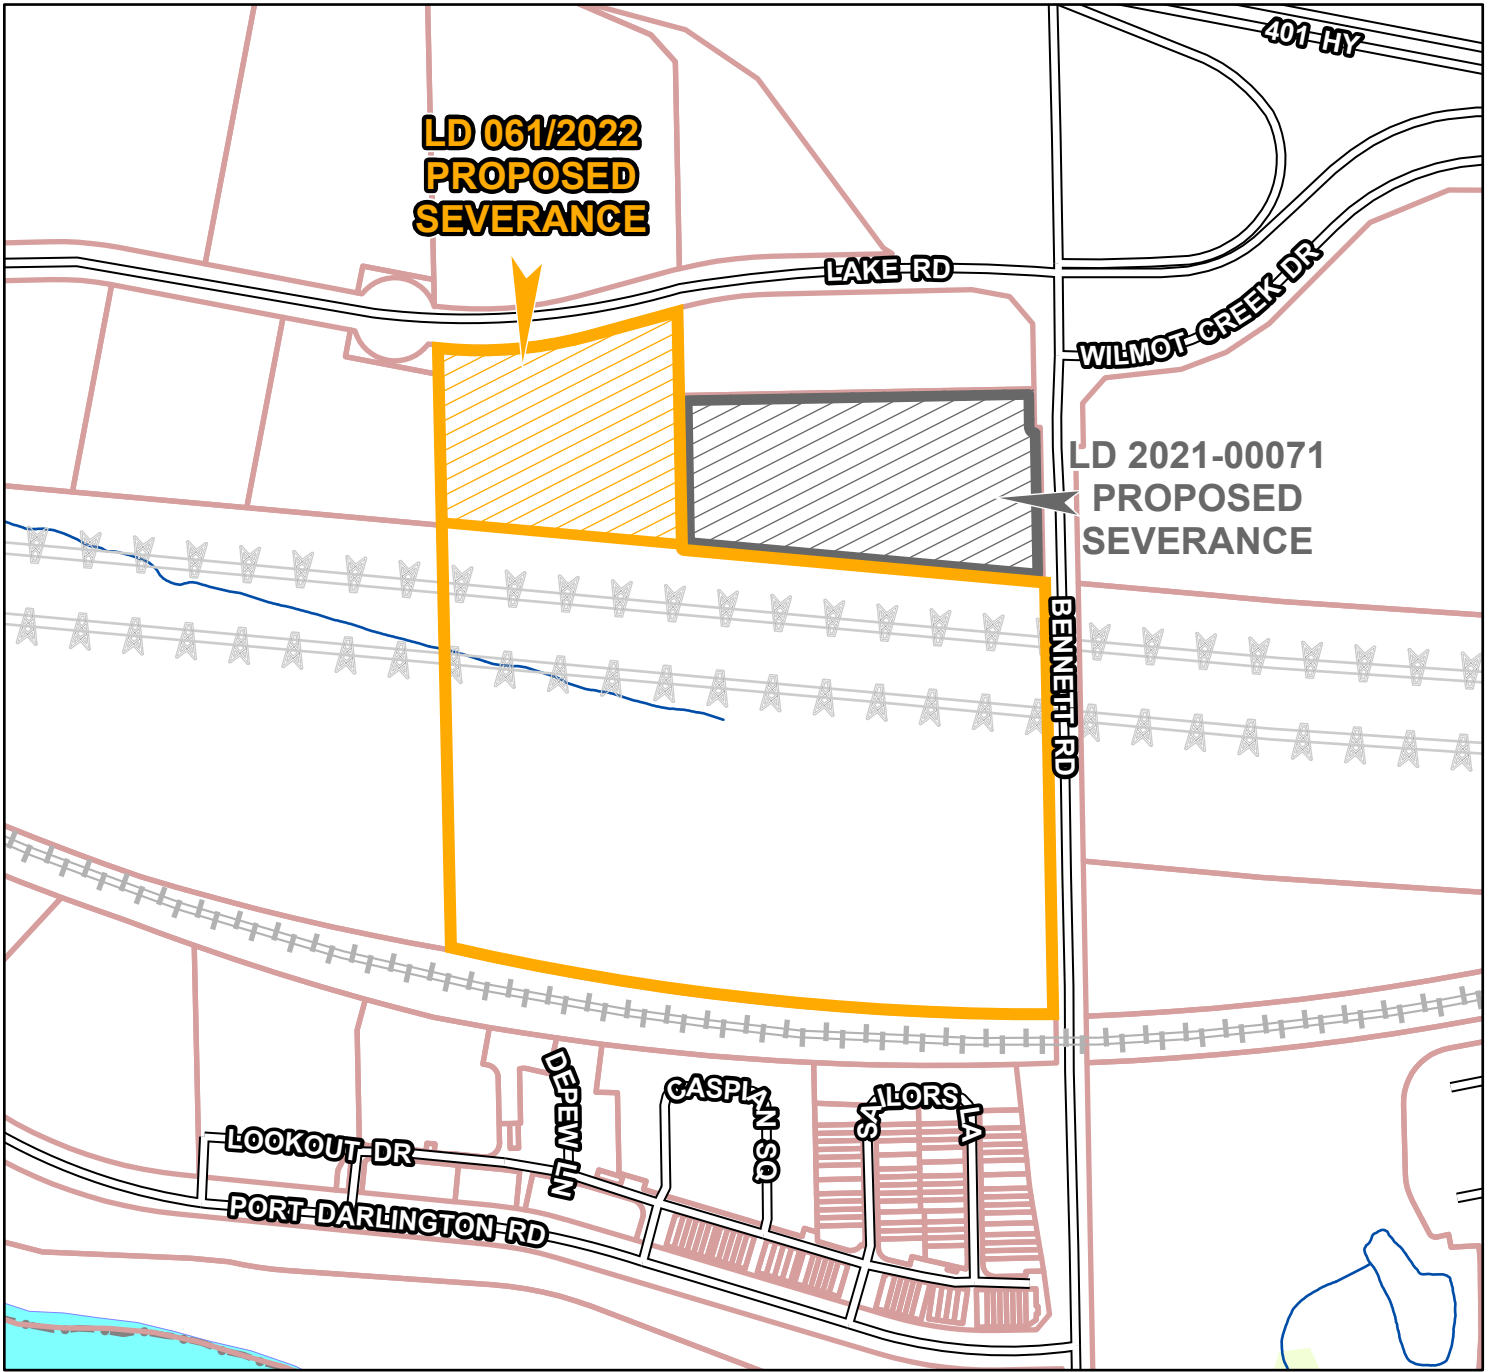 401 HY
LD 061/2022
PROPOSED
SEVERANCE
LAKE RD
WILMOT CREEK DR
LD 2021-00071
PROPOSED
SEVERANCE
BENNETT RD
DEPEW LN
CASPIAN SQ
SAILORS LA
LOOKOUT DR
PORT DARLINGTON RD